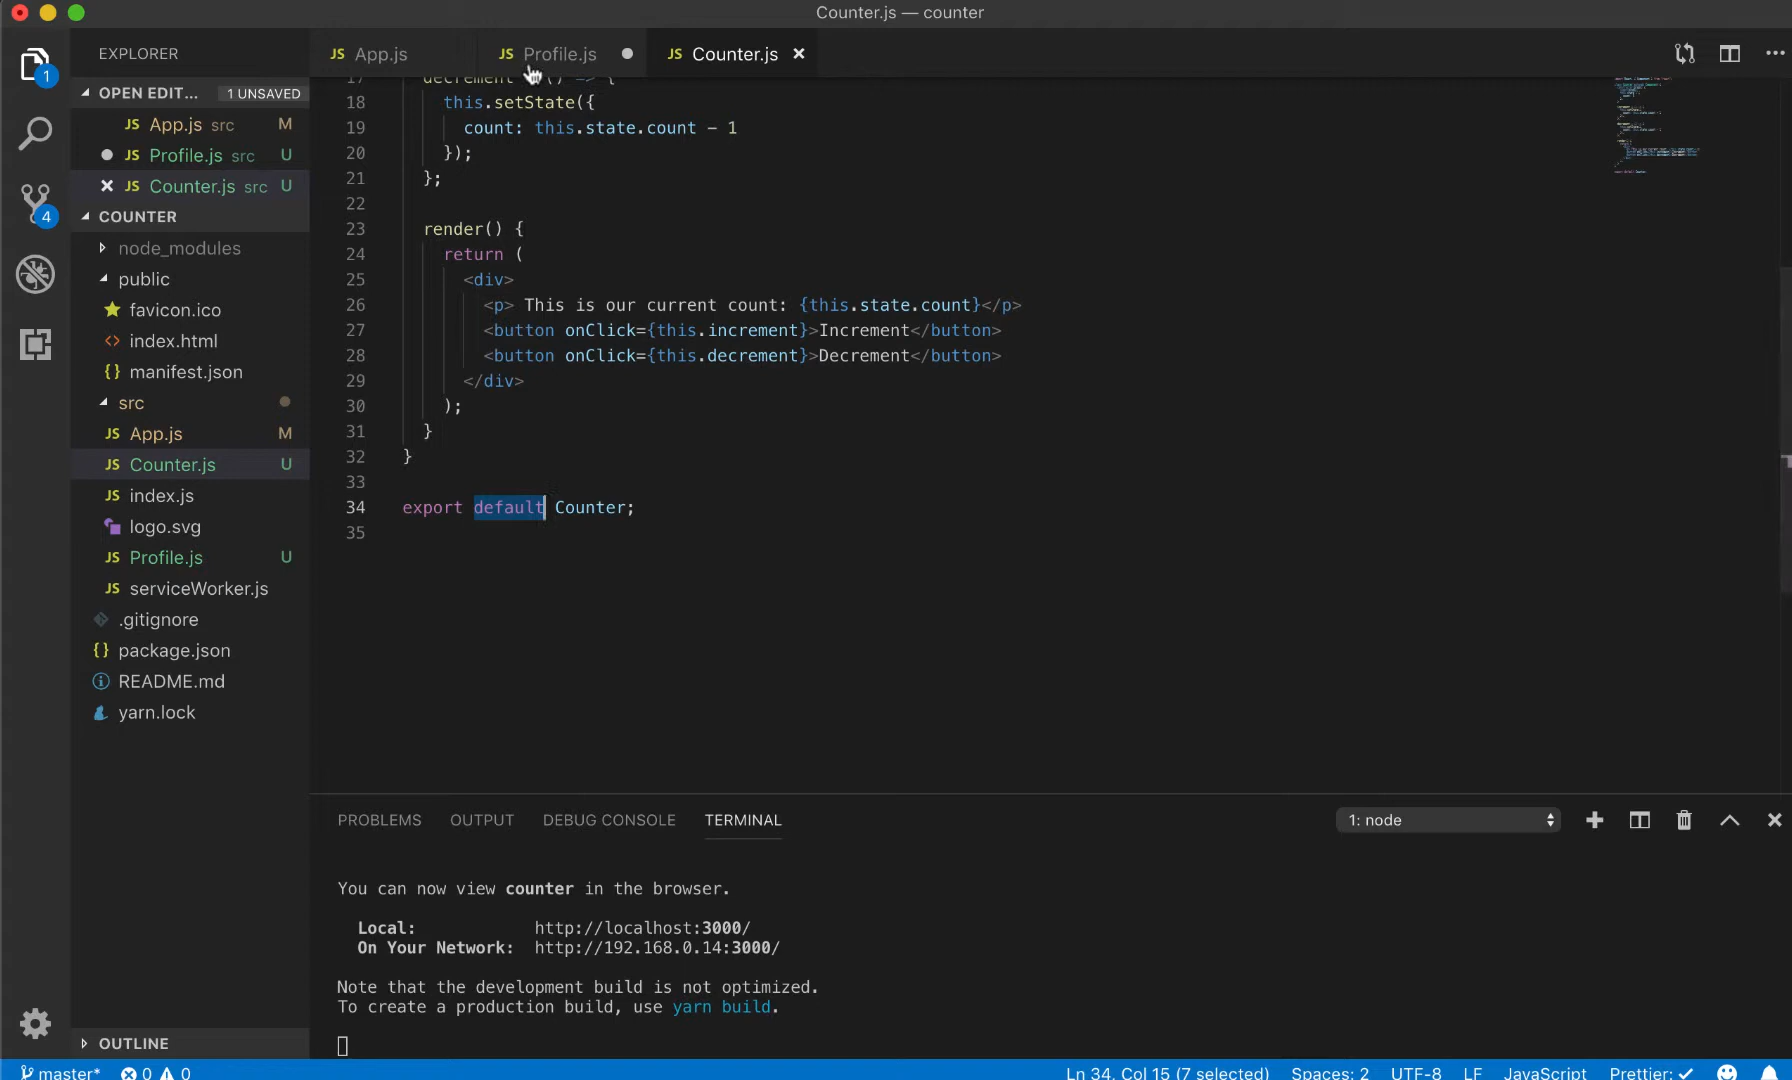 Counter.js — counter
EXPLORER
JS App.js
JS Profile.js
JS Counter.js ×
1
OPEN EDIT... 1 UNSAVED
JS App.js src M
JS Profile.js src U
JS Counter.js src U
4
COUNTER
node_modules
public
favicon.ico
<> index.html
{} manifest.json
src
JS App.js M
JS Counter.js U
JS index.js
logo.svg
JS Profile.js U
JS serviceWorker.js
.gitignore
{} package.json
README.md
yarn.lock
OUTLINE
17 decrement = () => {
18 this.setState({
19 count: this.state.count - 1
20 });
21 };
22
23 render() {
24 return (
25 <div>
26 <p> This is our current count: {this.state.count}</p>
27 <button onClick={this.increment}>Increment</button>
28 <button onClick={this.decrement}>Decrement</button>
29 </div>
30 );
31 }
32 }
33
34 export default Counter;
35
PROBLEMS OUTPUT DEBUG CONSOLE TERMINAL 1: node
You can now view counter in the browser.
Local: http://localhost:3000/
On Your Network: http://192.168.0.14:3000/
Note that the development build is not optimized.
To create a production build, use yarn build.
master* 0 0 Ln 34, Col 15 (7 selected) Spaces: 2 UTF-8 LF JavaScript Prettier: ✓